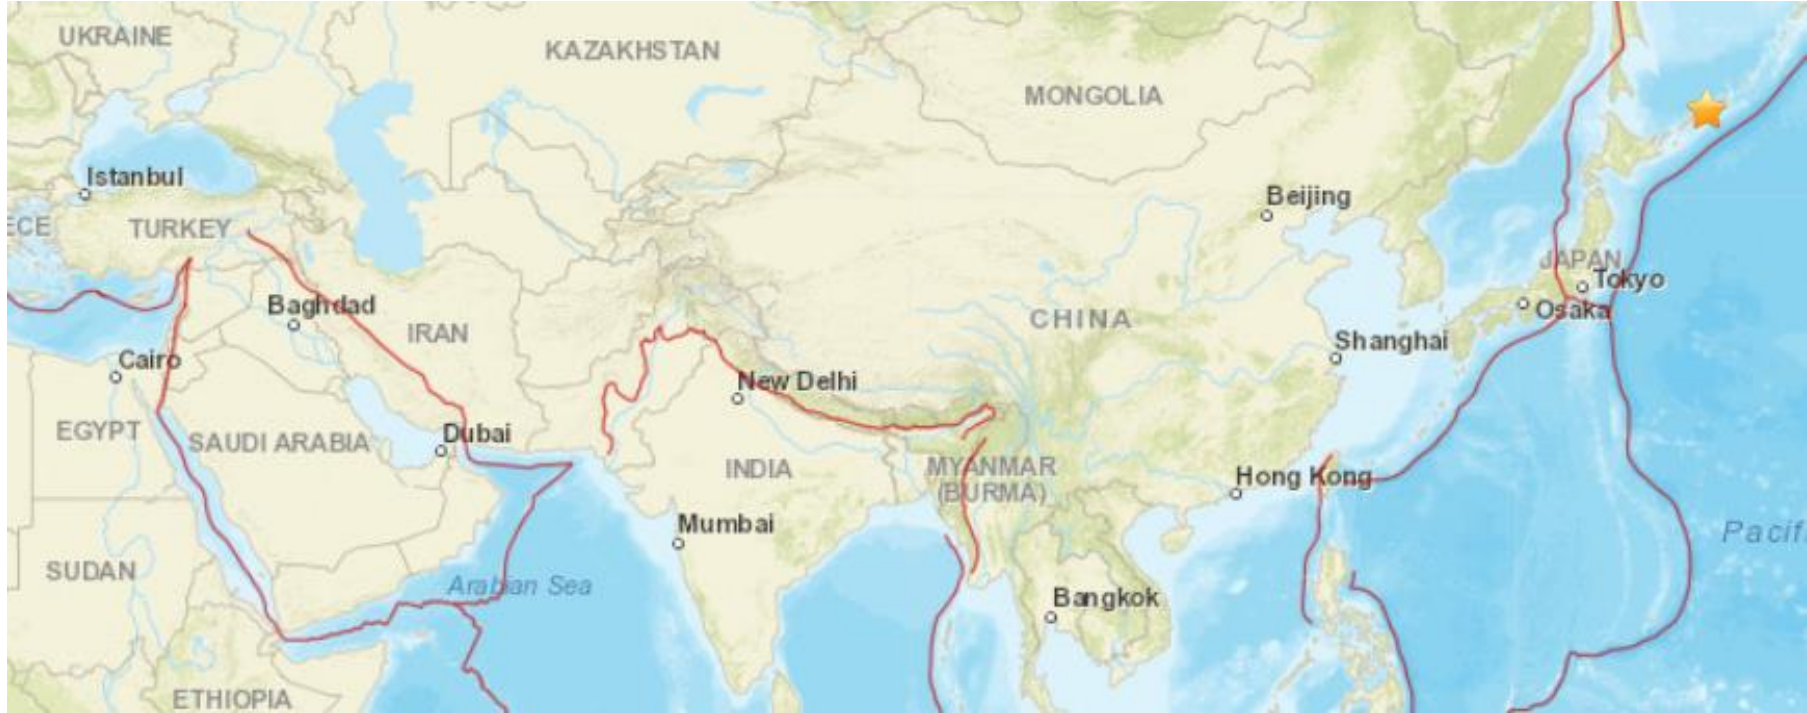 UKRAINE
KAZAKHSTAN
MONGOLIA
Istanbul
Beijing
ECE
TURKEY
JAPAN
Tokyo
Baghdad
Osaka
IRAN
CHINA
Shanghai
Cairo
New Delhi
EGYPT
SAUDI ARABIA
Dubai
INDIA
MYANMAR
(BURMA)
Hong Kong
Mumbai
Pacif
SUDAN
Arabian Sea
Bangkok
ETHIOPIA